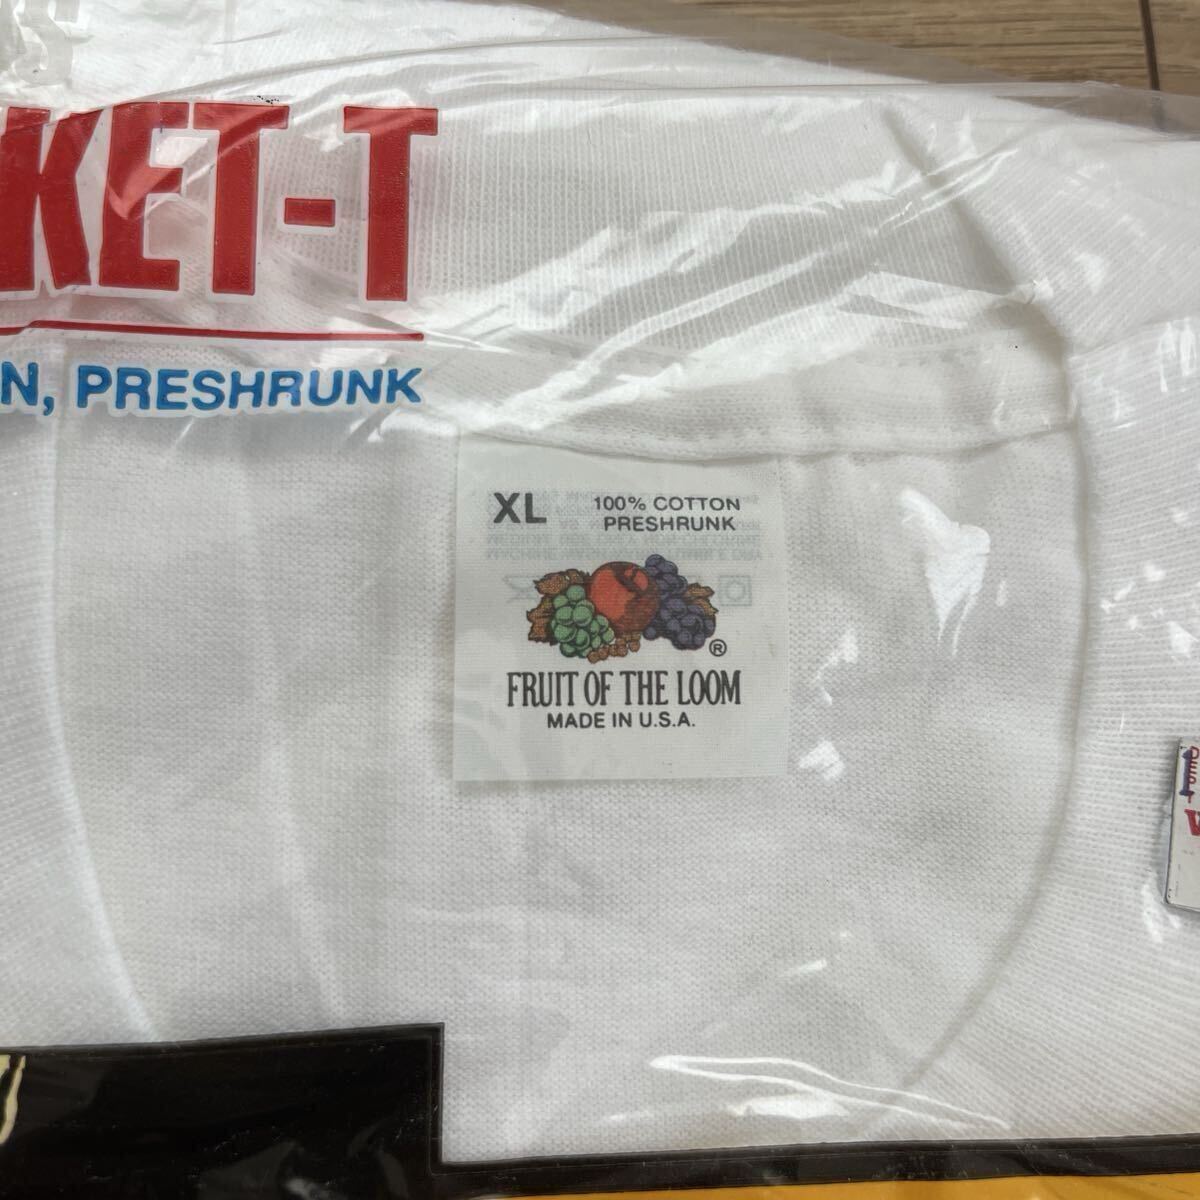 KET-T
N, PRESHRUNK
XL
100% COTTON
PRESHRUNK
®
FRUIT OF THE LOOM
MADE IN U.S.A.